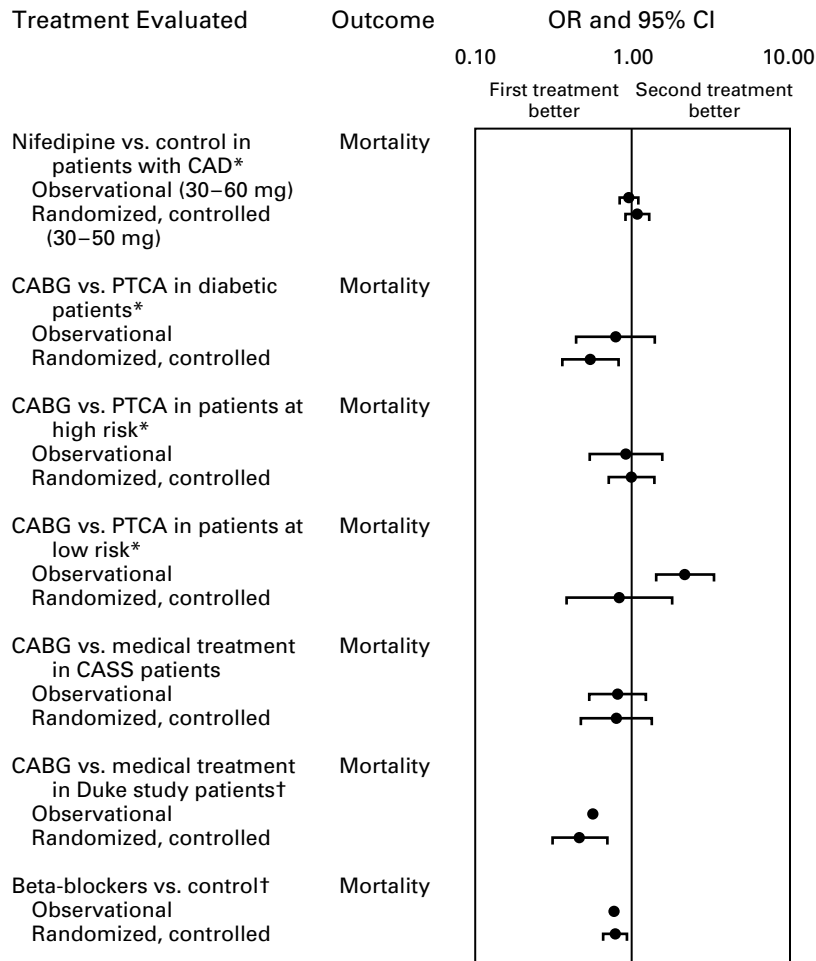 Treatment Evaluated Outcome OR and 95% CI
0.10 1.00 10.00
First treatment better Second treatment better
Nifedipine vs. control in Mortality
patients with CAD*
Observational (30–60 mg)
Randomized, controlled
(30–50 mg)
CABG vs. PTCA in diabetic Mortality
patients*
Observational
Randomized, controlled
CABG vs. PTCA in patients at Mortality
high risk*
Observational
Randomized, controlled
CABG vs. PTCA in patients at Mortality
low risk*
Observational
Randomized, controlled
CABG vs. medical treatment Mortality
in CASS patients
Observational
Randomized, controlled
CABG vs. medical treatment Mortality
in Duke study patients†
Observational
Randomized, controlled
Beta-blockers vs. control† Mortality
Observational
Randomized, controlled